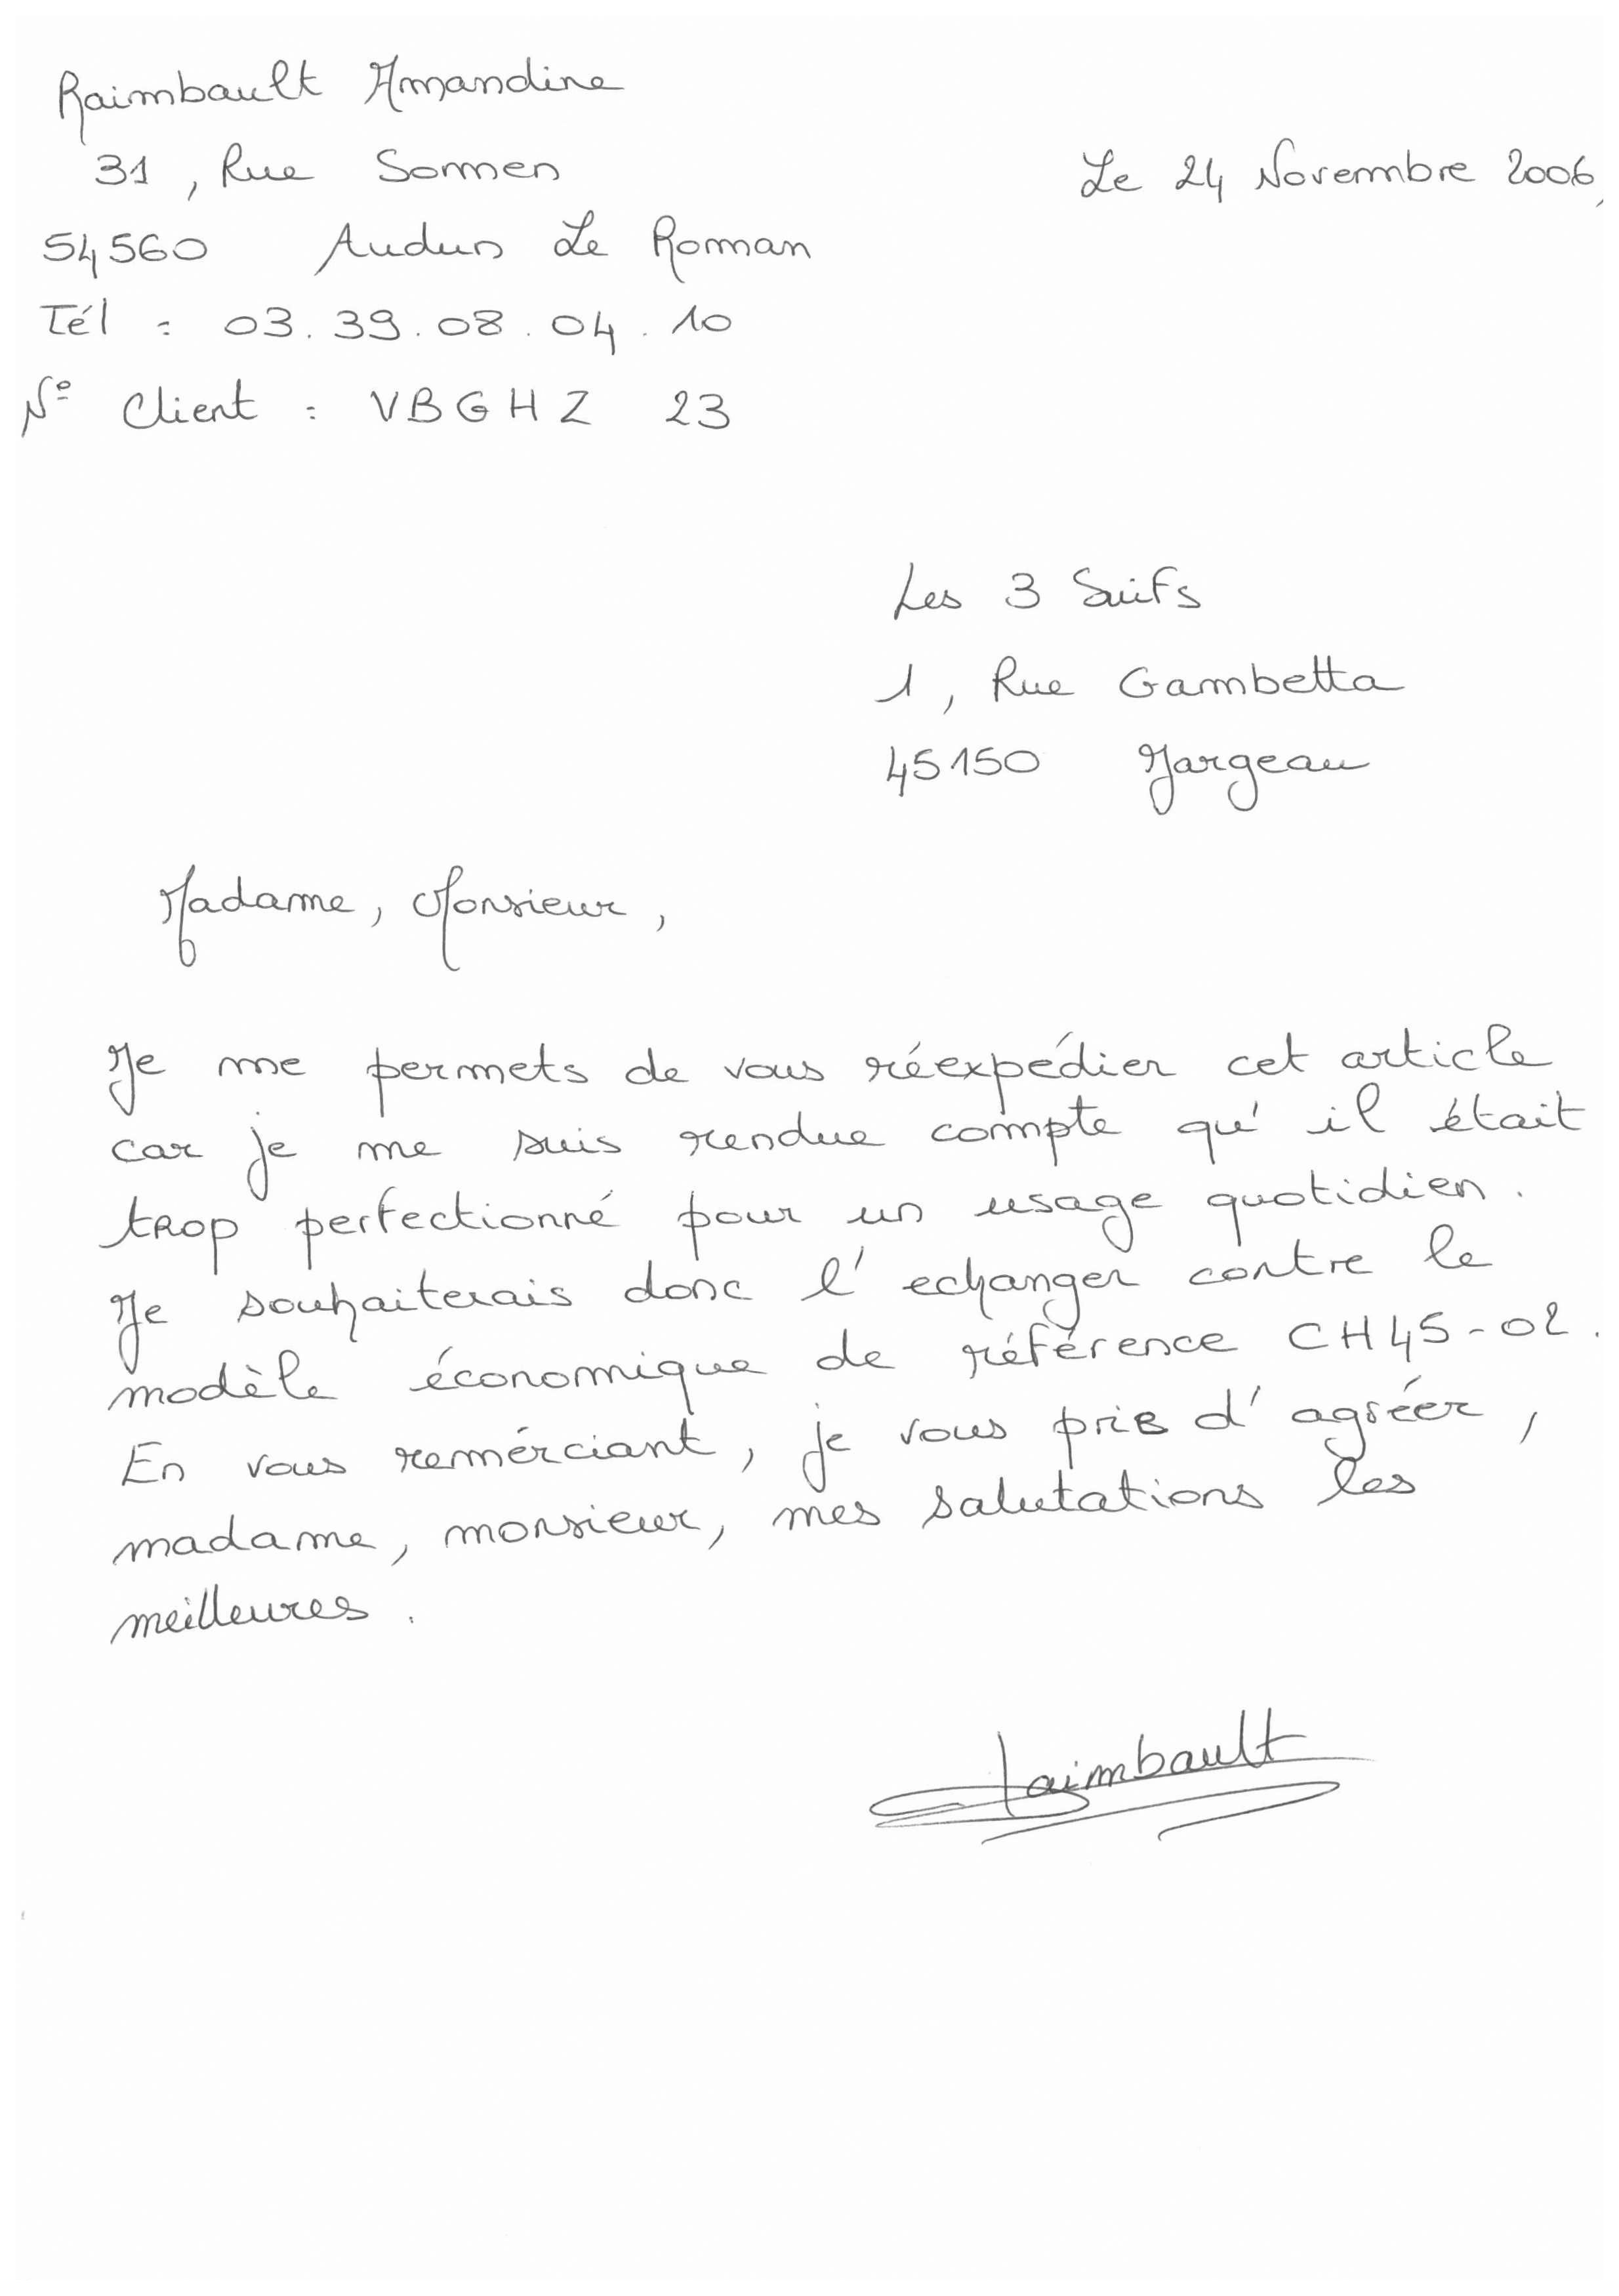 Raimbault Amandine
31, Rue Sonnen
Le 24 Novembre 2006,
54560 Audun Le Roman
Tél : 03.39.08.04.10
N° Client : VBGHZ 23
Les 3 Suifs
1, Rue Gambetta
45150 Jargeau
Madame, Monsieur,
Je me permets de vous réexpédier cet article
car je me suis rendue compte qu'il était
trop perfectionné pour un usage quotidien.
Je souhaiterais donc l'echanger contre le
modèle économique de référence CH45-02.
En vous remérciant, je vous prie d'agréer,
madame, monsieur, mes salutations les
meilleures.
Raimbault